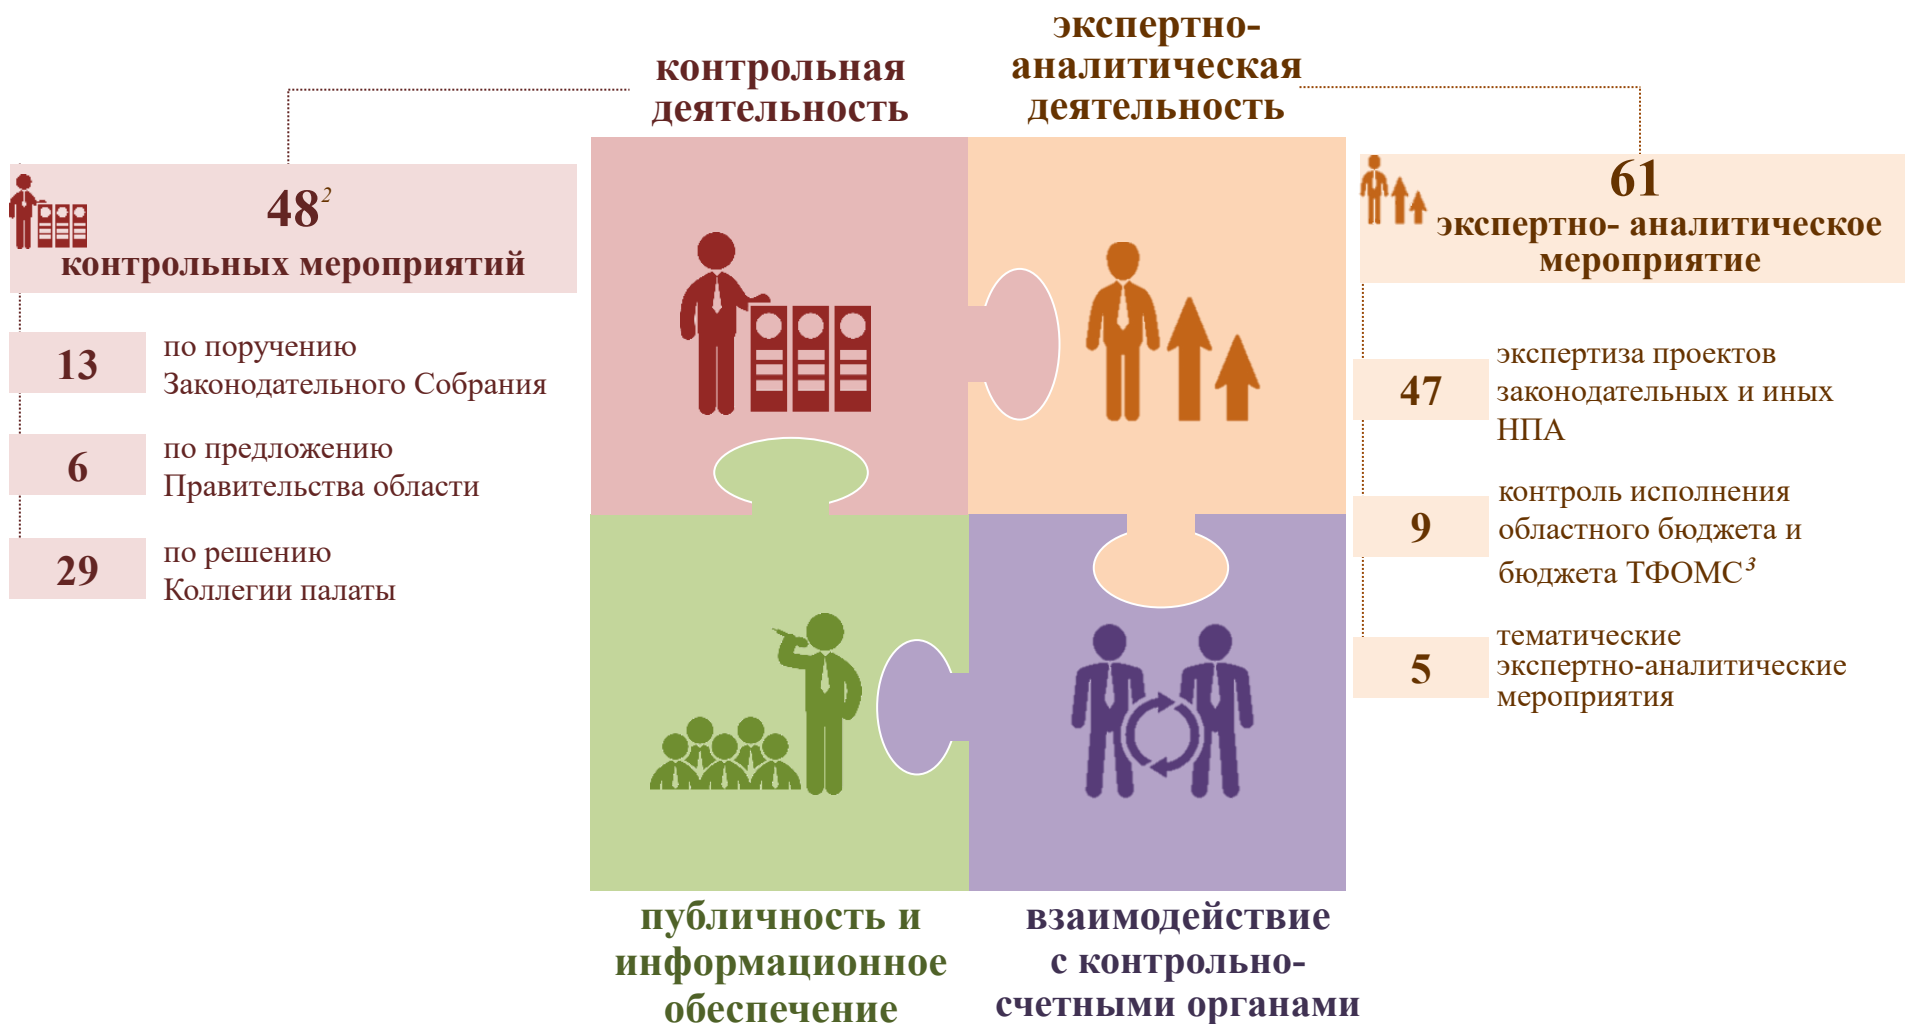 контрольная
деятельность
экспертно-
аналитическая
деятельность
48²
контрольных мероприятий
13
по поручению
Законодательного Собрания
6
по предложению
Правительства области
29
по решению
Коллегии палаты
61
экспертно- аналитическое
мероприятие
47
экспертиза проектов
законодательных и иных
НПА
9
контроль исполнения
областного бюджета и
бюджета ТФОМС³
5
тематические
экспертно-аналитические
мероприятия
публичность и
информационное
обеспечение
взаимодействие
с контрольно-
счетными органами